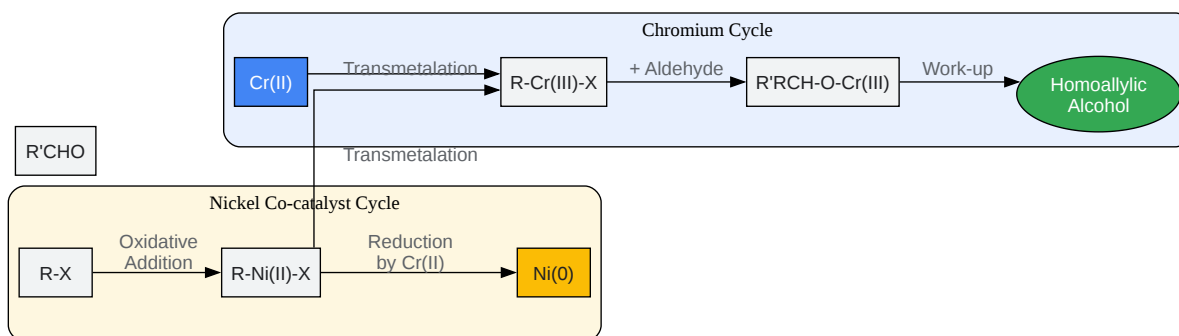 Chromium Cycle
Cr(II)
Transmetalation
R-Cr(III)-X
+ Aldehyde
R'RCH-O-Cr(III)
Work-up
Homoallylic
Alcohol
R'CHO
Transmetalation
Nickel Co-catalyst Cycle
R-X
Oxidative
Addition
R-Ni(II)-X
Reduction
by Cr(II)
Ni(0)